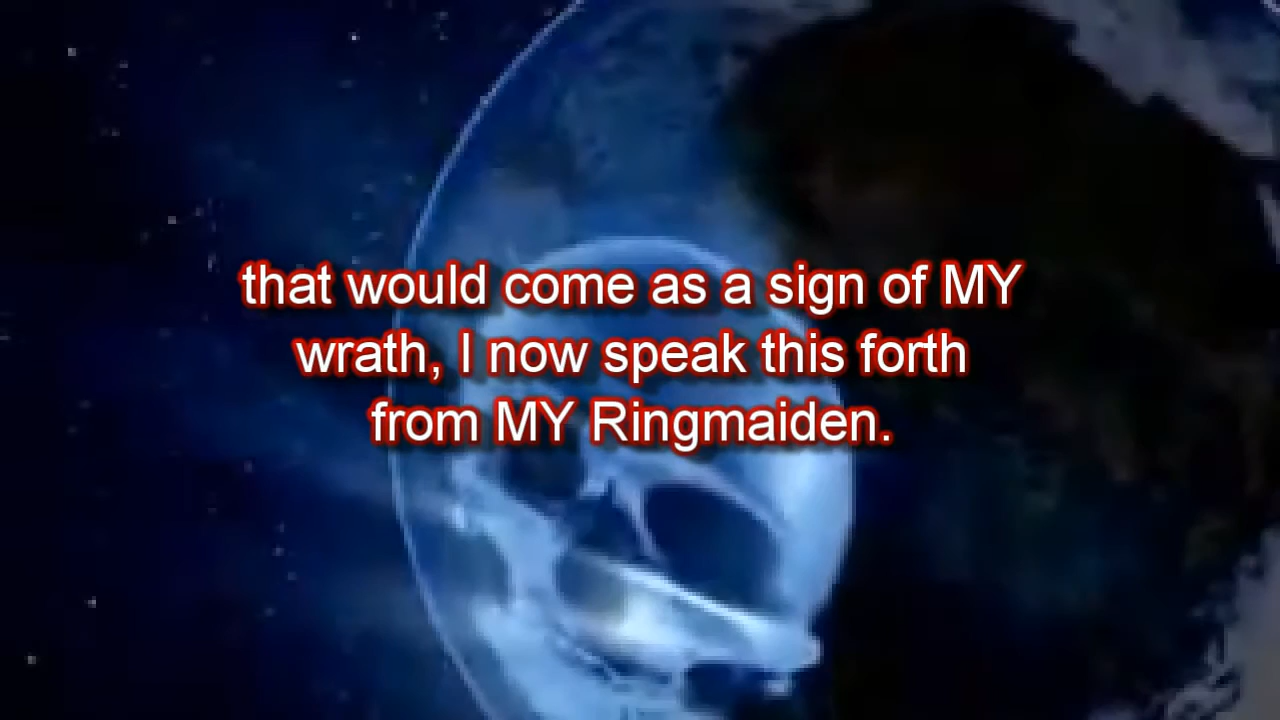 that would come as a sign of MY
wrath, I now speak this forth
from MY Ringmaiden.